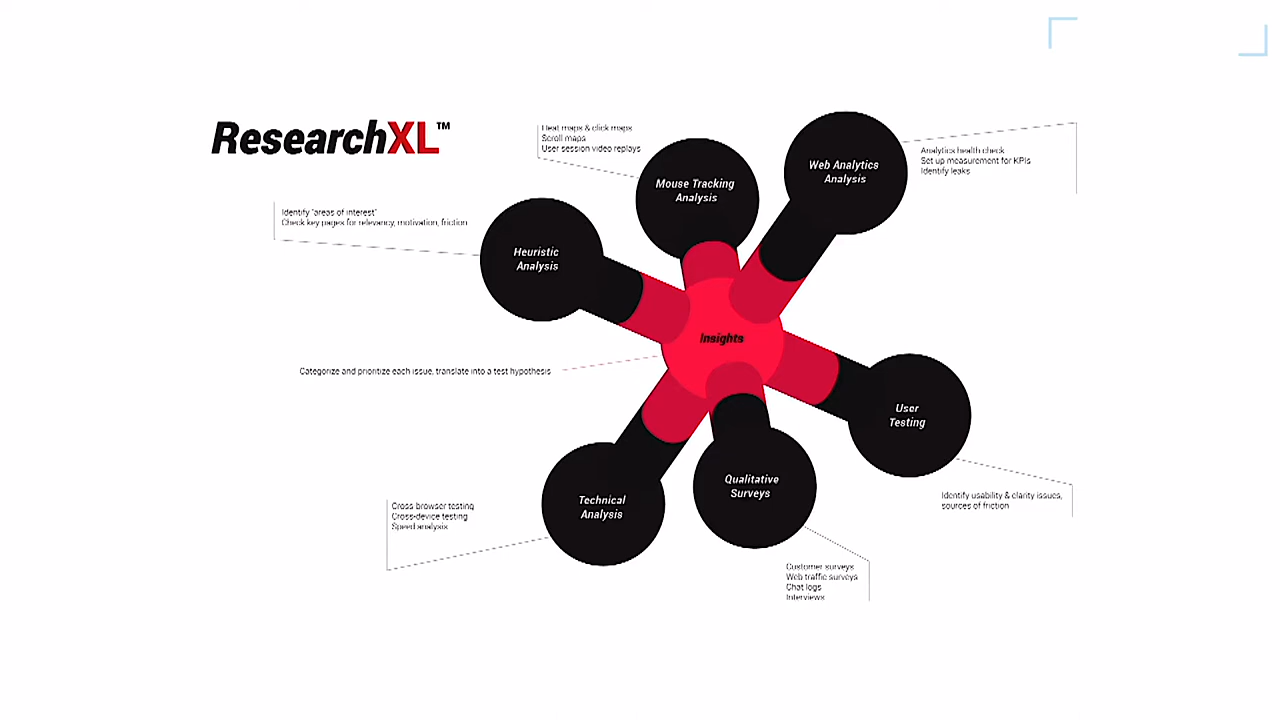 ResearchXL™
Heat maps & click maps
Scroll maps
User session video replays
Mouse Tracking
Analysis
Web Analytics
Analysis
Analytics health check
Set up measurement for KPIs
Identify leaks
Identify "areas of interest"
Check key pages for relevancy, motivation, friction
Heuristic
Analysis
Insights
Categorize and prioritize each issue, translate into a test hypothesis
User
Testing
Identify usability & clarity issues,
sources of friction
Technical
Analysis
Cross browser testing
Cross-device testing
Speed analysis
Qualitative
Surveys
Customer surveys
Web traffic surveys
Chat logs
Interviews